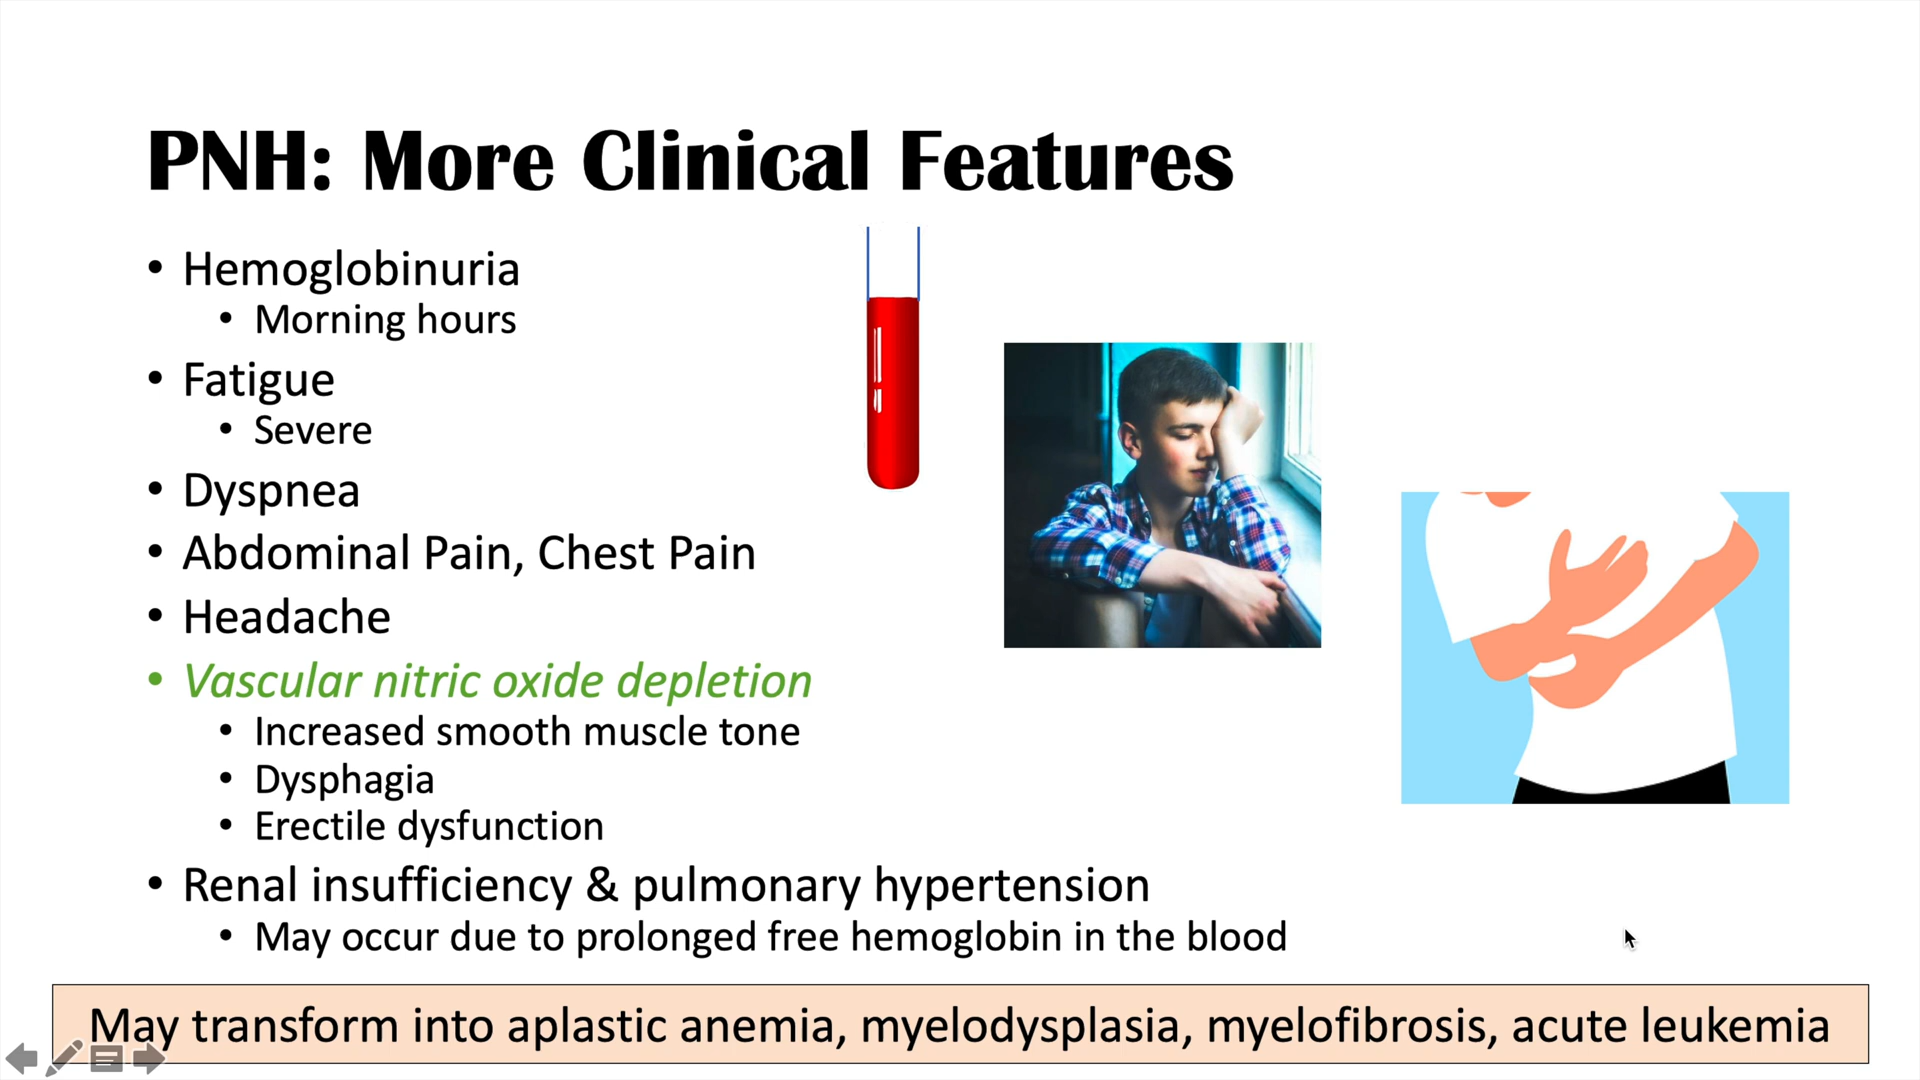 PNH: More Clinical Features
• Hemoglobinuria
• Morning hours
• Fatigue
• Severe
• Dyspnea
• Abdominal Pain, Chest Pain
• Headache
• Vascular nitric oxide depletion
• Increased smooth muscle tone
• Dysphagia
• Erectile dysfunction
• Renal insufficiency & pulmonary hypertension
• May occur due to prolonged free hemoglobin in the blood
May transform into aplastic anemia, myelodysplasia, myelofibrosis, acute leukemia